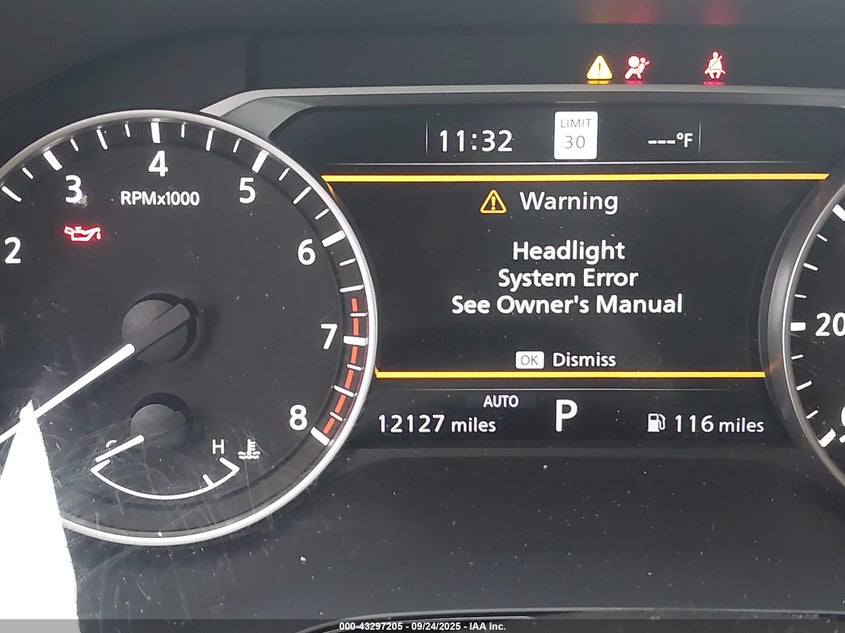 11:32
LIMIT
30
---°F
Warning
Headlight
System Error
See Owner's Manual
OK Dismiss
AUTO
12127 miles
P
116 miles
2
3
4
5
6
7
8
RPMx1000
H
20
000-43297205 - 09/24/2025 - IAA Inc.